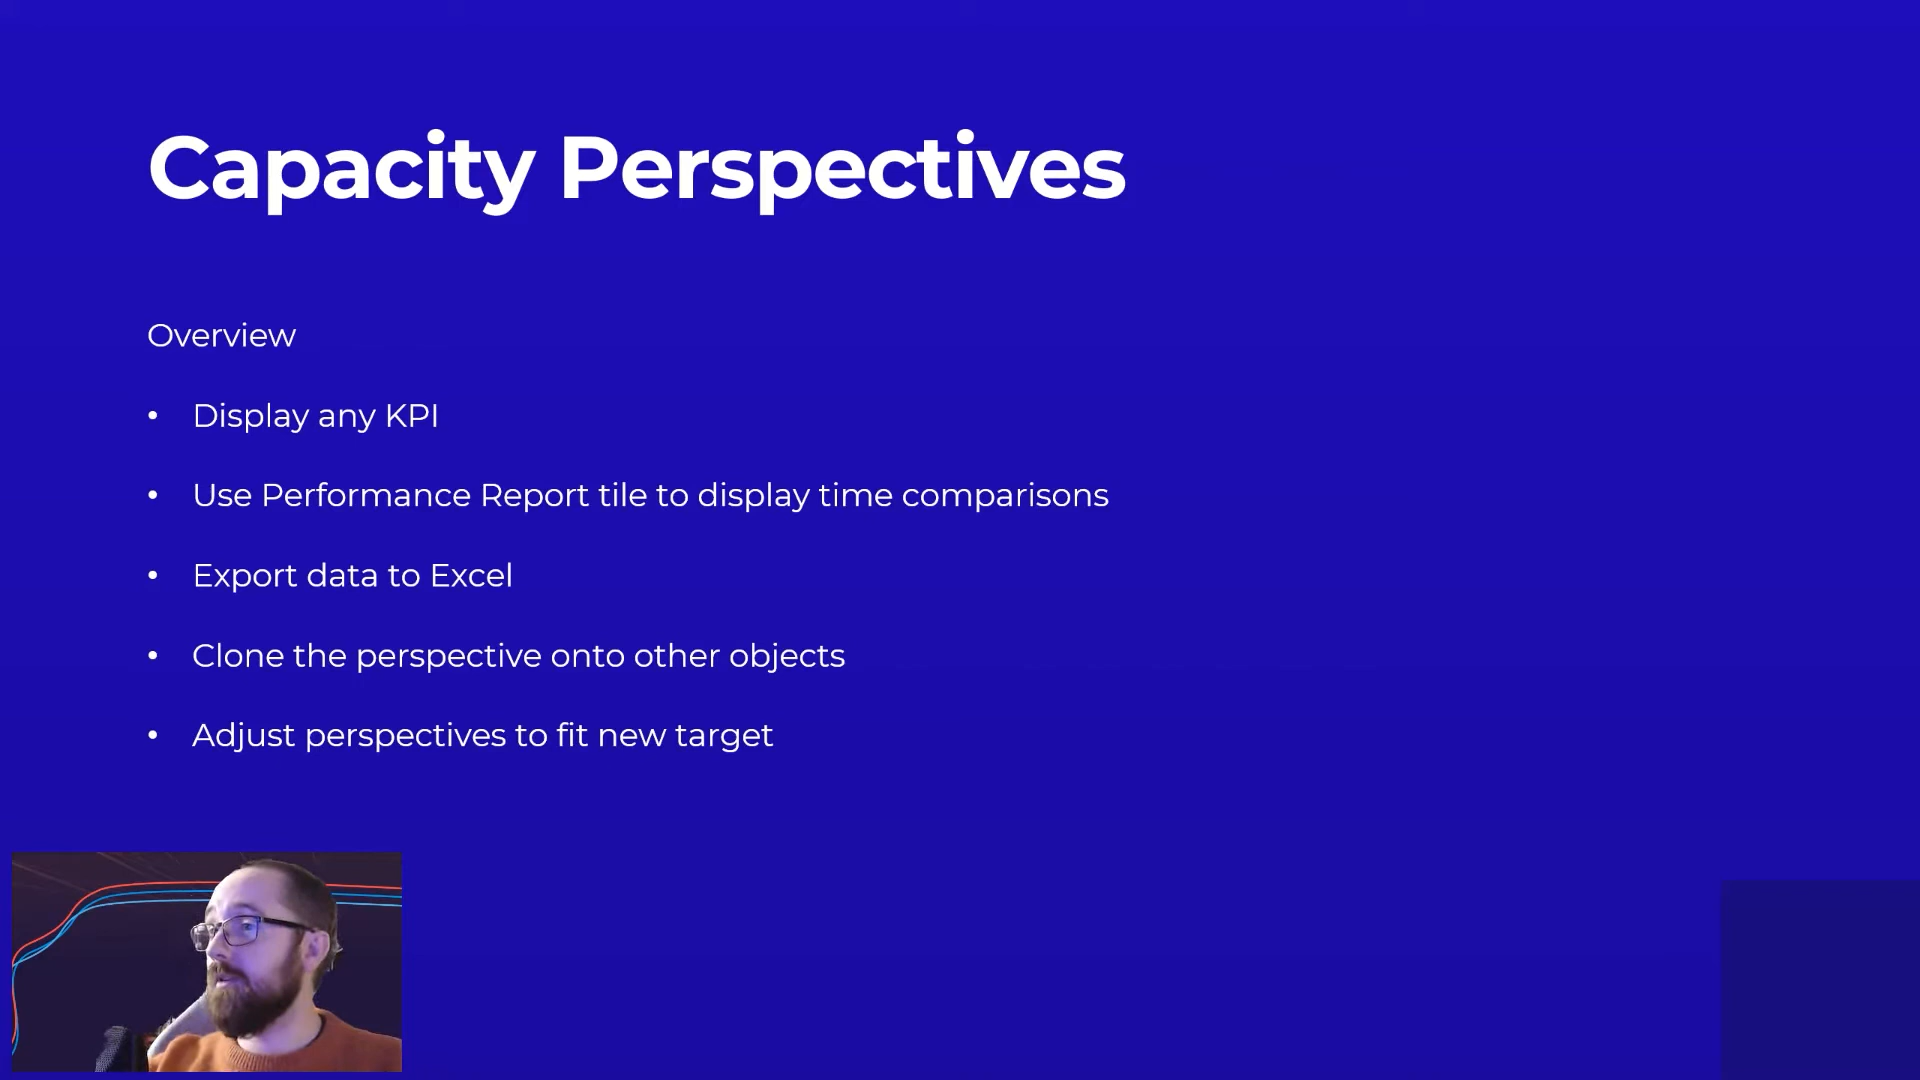 Capacity Perspectives
Overview
• Display any KPI
• Use Performance Report tile to display time comparisons
• Export data to Excel
• Clone the perspective onto other objects
• Adjust perspectives to fit new target